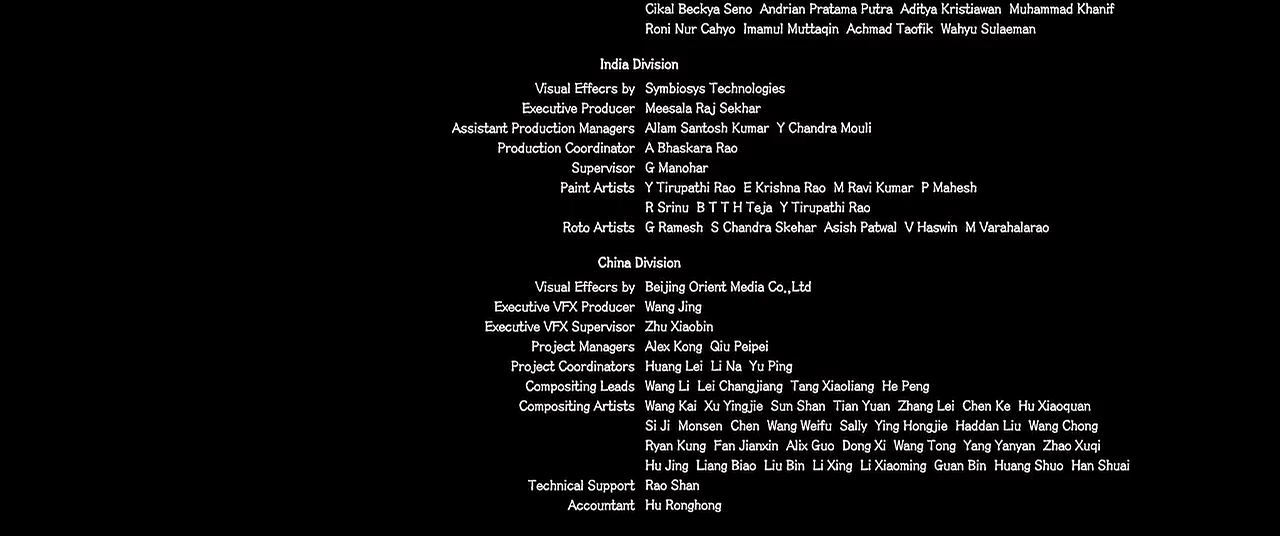 Cikal Beckya Seno Andrian Pratama Putra Aditya Kristiawan Muhammad Khanif
Roni Nur Cahyo Imamul Muttaqin Achmad Taofik Wahyu Sulaeman
India Division
Visual Effecrs by Symbiosys Technologies
Executive Producer Meesala Raj Sekhar
Assistant Production Managers Allam Santosh Kumar Y Chandra Mouli
Production Coordinator A Bhaskara Rao
Supervisor G Manohar
Paint Artists Y Tirupathi Rao E Krishna Rao M Ravi Kumar P Mahesh
R Srinu B T T H Teja Y Tirupathi Rao
Roto Artists G Ramesh S Chandra Skehar Asish Patwal V Haswin M Varahalarao
China Division
Visual Effecrs by Beijing Orient Media Co.,Ltd
Executive VFX Producer Wang Jing
Executive VFX Supervisor Zhu Xiaobin
Project Managers Alex Kong Qiu Peipei
Project Coordinators Huang Lei Li Na Yu Ping
Compositing Leads Wang Li Lei Changjiang Tang Xiaoliang He Peng
Compositing Artists Wang Kai Xu Yingjie Sun Shan Tian Yuan Zhang Lei Chen Ke Hu Xiaoquan
Si Ji Monsen Chen Wang Weifu Sally Ying Hongjie Haddan Liu Wang Chong
Ryan Kung Fan Jianxin Alix Guo Dong Xi Wang Tong Yang Yanyan Zhao Xuqi
Hu Jing Liang Biao Liu Bin Li Xing Li Xiaoming Guan Bin Huang Shuo Han Shuai
Technical Support Rao Shan
Accountant Hu Ronghong